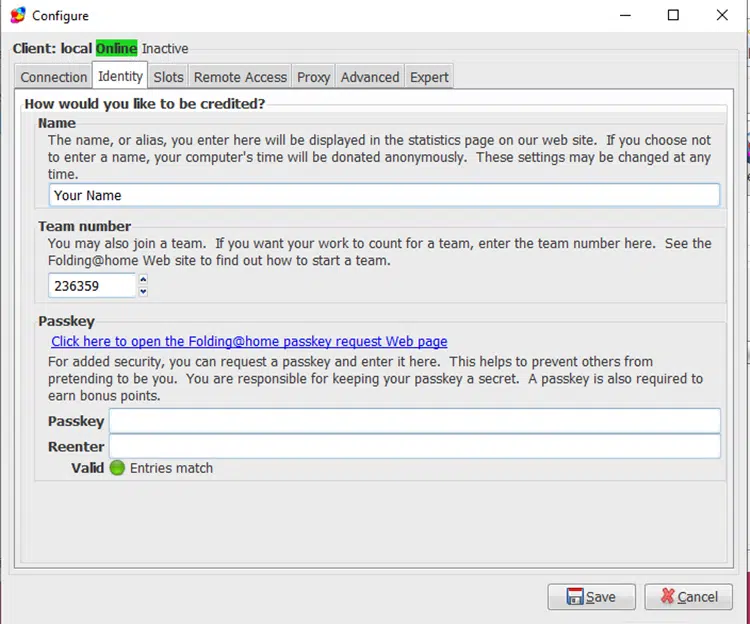 Configure
Client: local Online Inactive
Connection Identity Slots Remote Access Proxy Advanced Expert
How would you like to be credited?
Name
The name, or alias, you enter here will be displayed in the statistics page on our web site. If you choose not
to enter a name, your computer's time will be donated anonymously. These settings may be changed at any
time.
Your Name
Team number
You may also join a team. If you want your work to count for a team, enter the team number here. See the
Folding@home Web site to find out how to start a team.
236359
Passkey
Click here to open the Folding@home passkey request Web page
For added security, you can request a passkey and enter it here. This helps to prevent others from
pretending to be you. You are responsible for keeping your passkey a secret. A passkey is also required to
earn bonus points.
Passkey
Reenter
Valid Entries match
Save Cancel